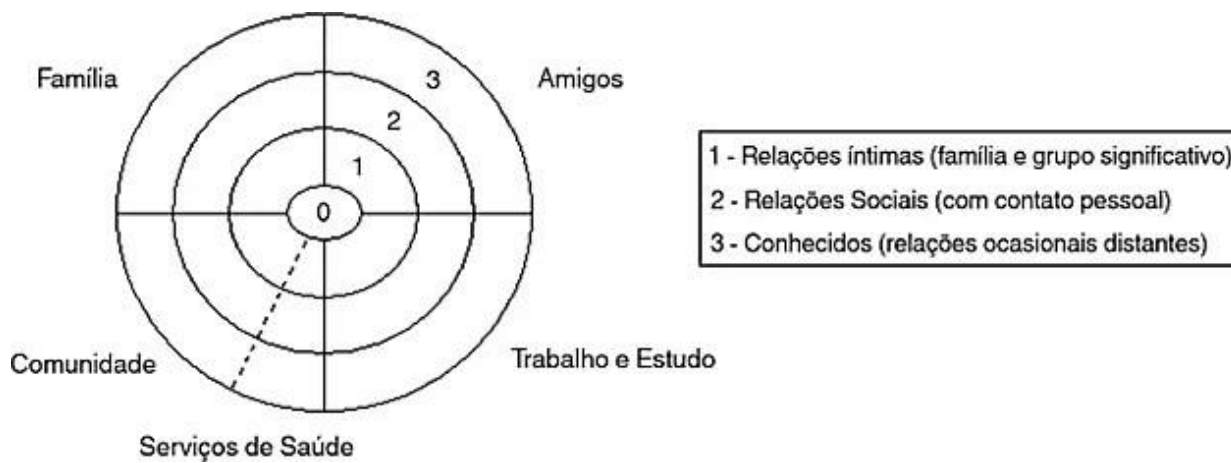 Família
Amigos
3
2
1
0
Comunidade
Trabalho e Estudo
Serviços de Saúde
1 - Relações íntimas (família e grupo significativo)
2 - Relações Sociais (com contato pessoal)
3 - Conhecidos (relações ocasionais distantes)